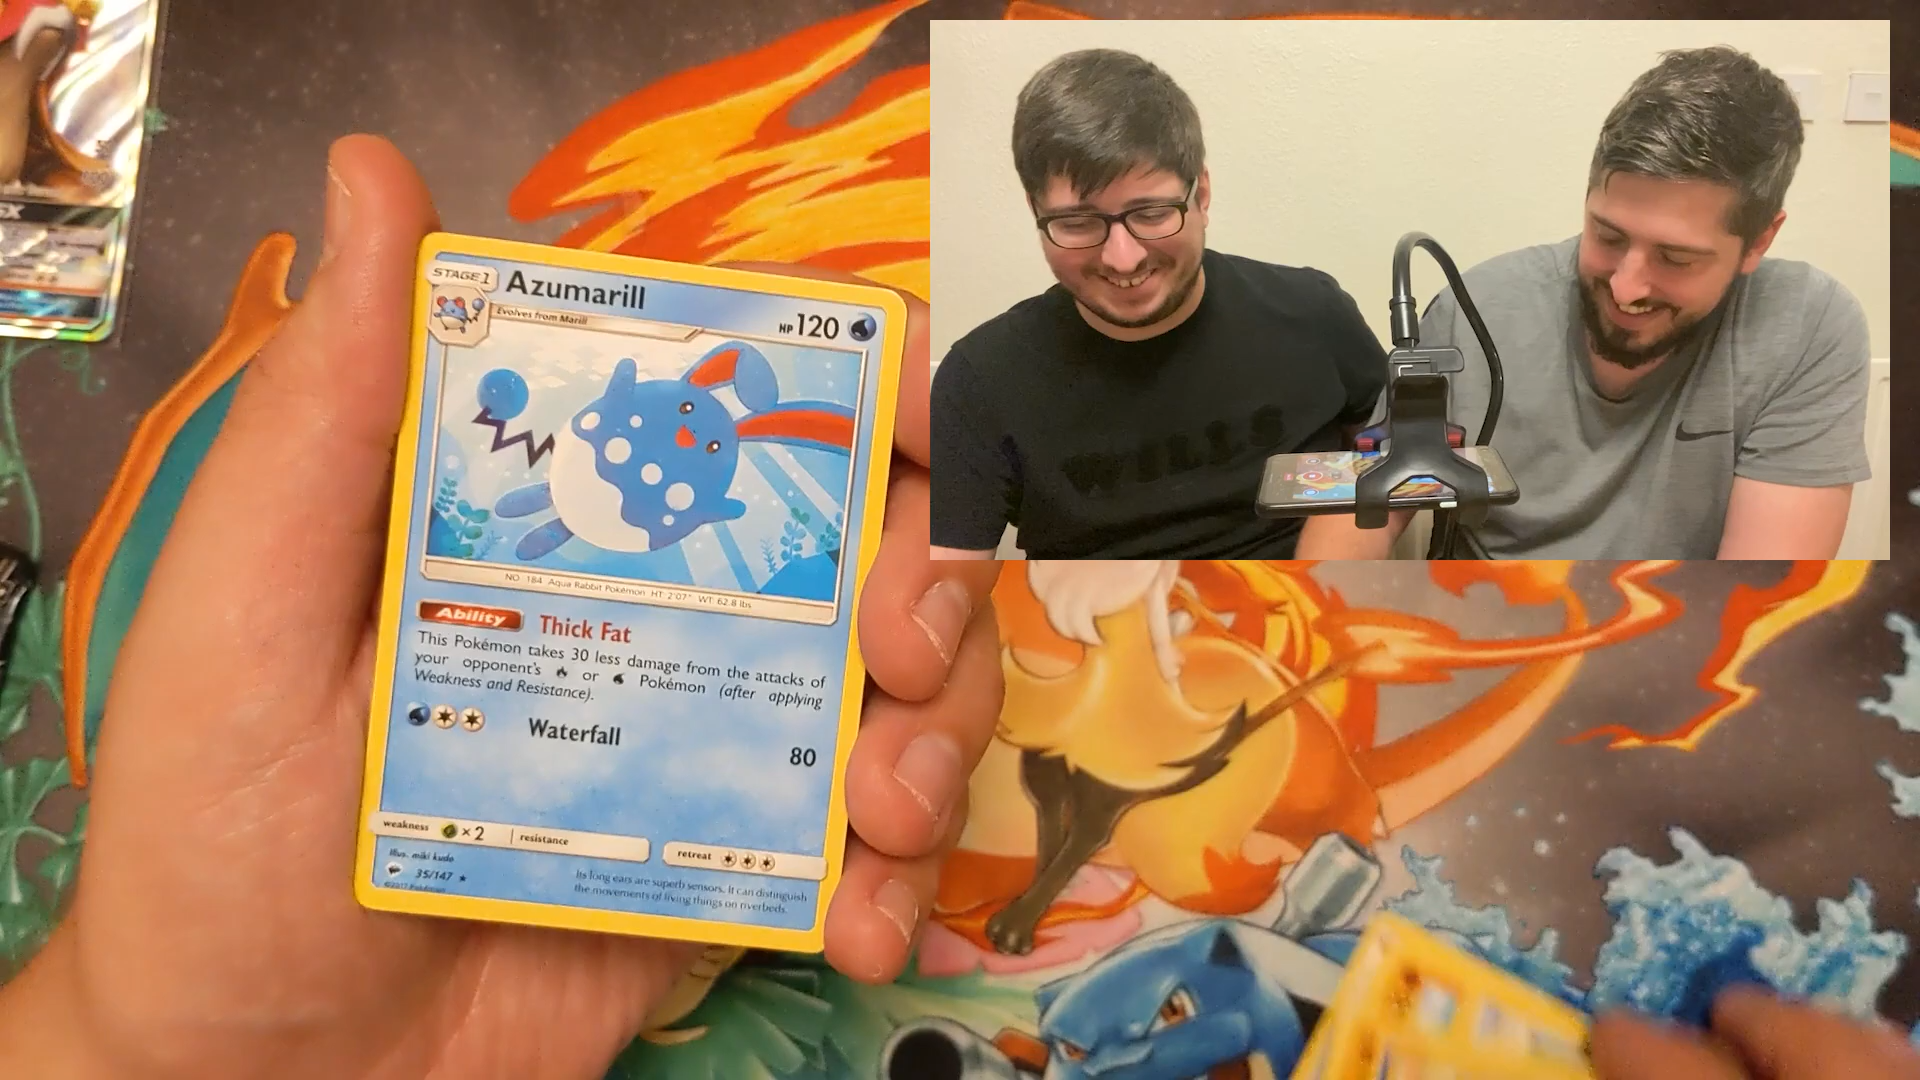 GX
STAGE 1 Azumarill
Evolves from Marill
HP 120
NO. 184 Aqua Rabbit Pokémon HT: 2'07" WT: 62.8 lbs
Ability Thick Fat
This Pokémon takes 30 less damage from the attacks of
your opponent's or Pokémon (after applying
Weakness and Resistance).
Waterfall 80
weakness ×2 resistance
retreat
Illus. miki kudo
35/147 ★
©2017 Pokémon
Its long ears are superb sensors. It can distinguish
the movements of living things on riverbeds.
WILLS